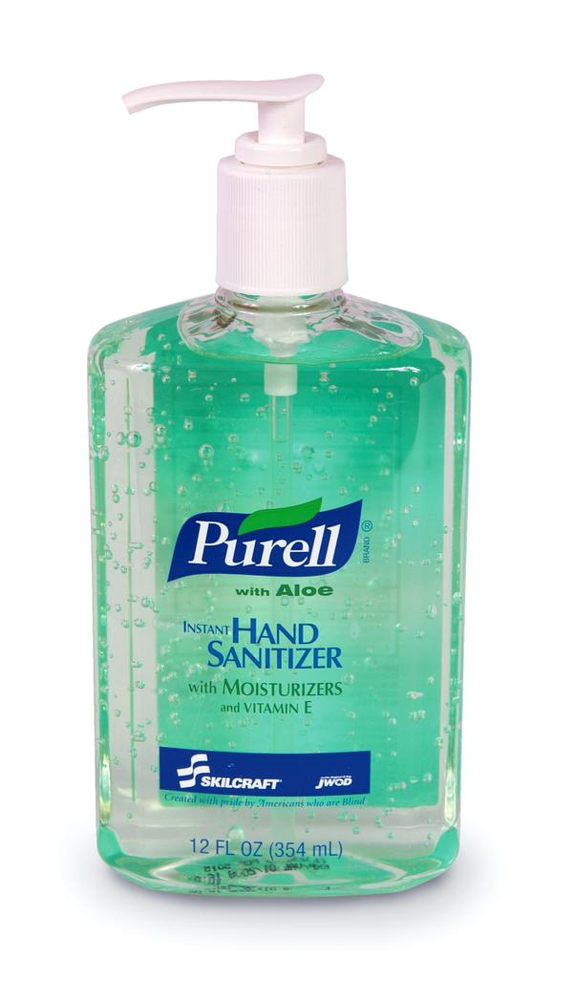 Purell®
BRAND
with Aloe
INSTANT HAND
SANITIZER
with MOISTURIZERS
and VITAMIN E
SKILCRAFT
JWOD
Created with pride by Americans who are Blind
12 FL OZ (354 mL)